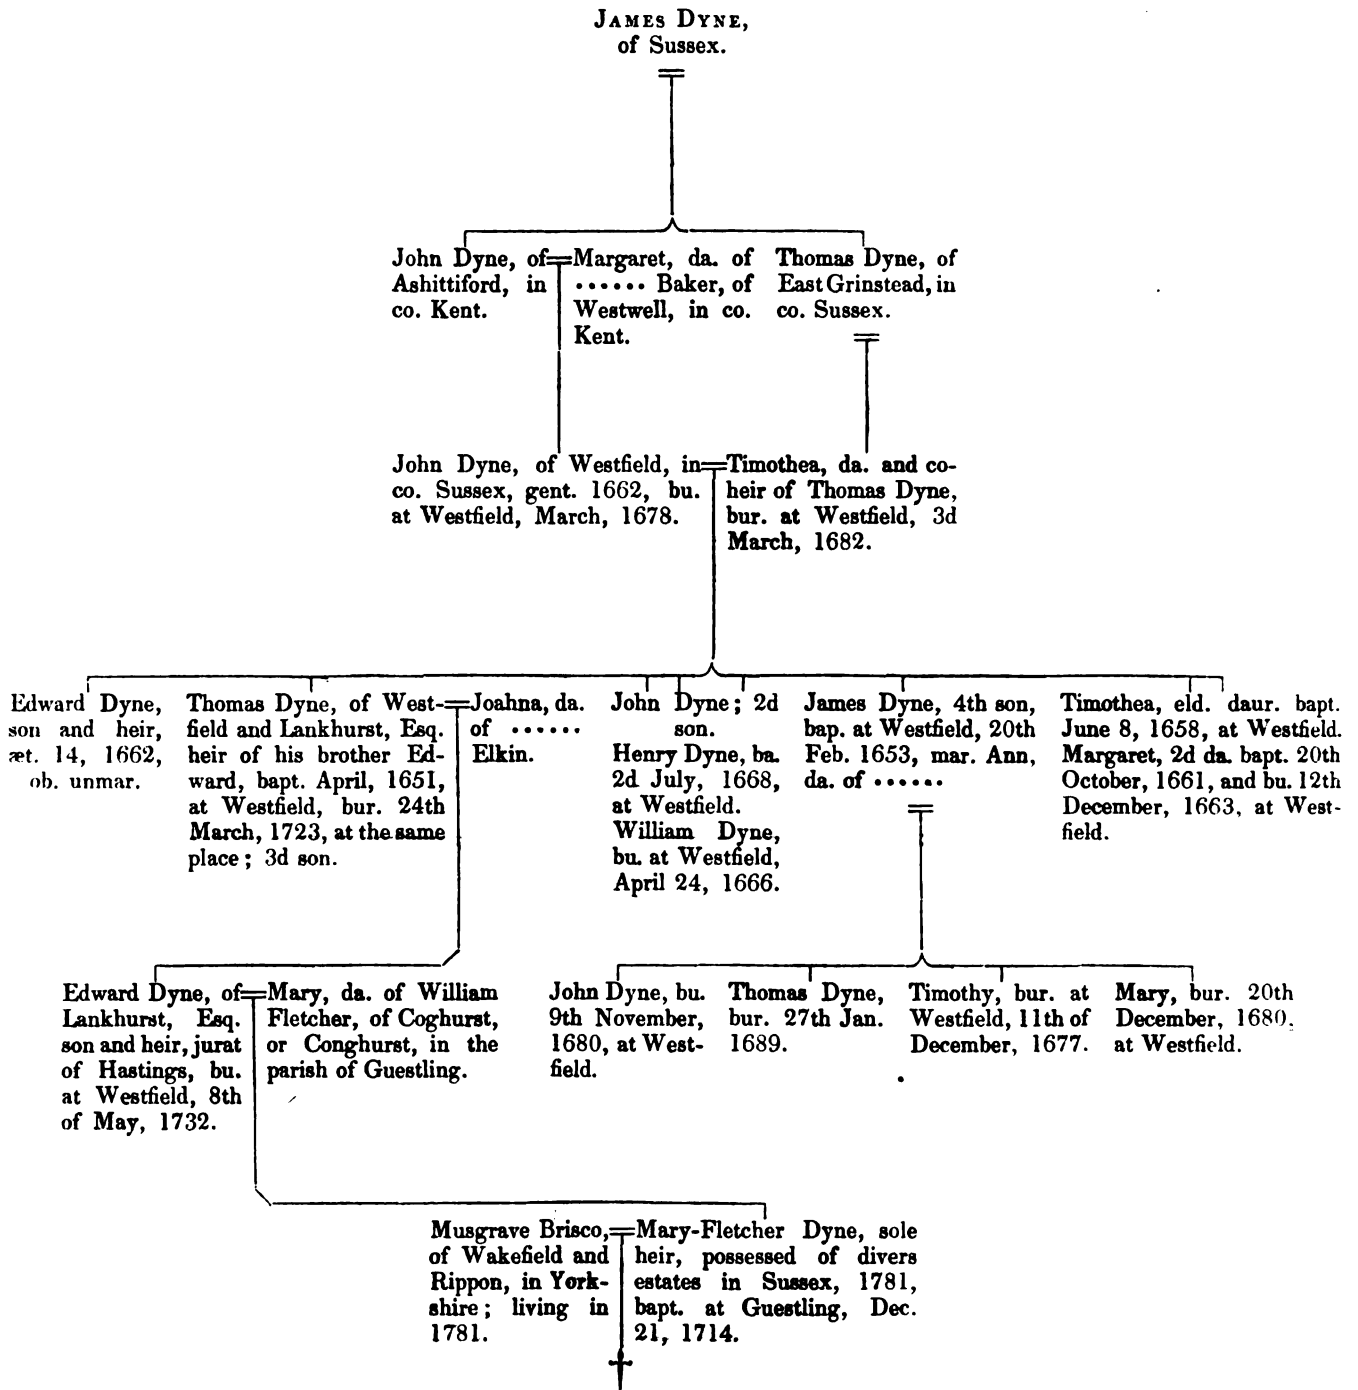 JAMES DYNE,
of Sussex.
John Dyne, of
Ashittiford, in
co. Kent.
Margaret, da. of
...... Baker, of
Westwell, in co.
Kent.
Thomas Dyne, of
East Grinstead, in
co. Sussex.
John Dyne, of Westfield, in
co. Sussex, gent. 1662, bu.
at Westfield, March, 1678.
Timothea, da. and co-
heir of Thomas Dyne,
bur. at Westfield, 3d
March, 1682.
Edward Dyne,
son and heir,
æt. 14, 1662,
ob. unmar.
Thomas Dyne, of West-
field and Lankhurst, Esq.
heir of his brother Ed-
ward, bapt. April, 1651,
at Westfield, bur. 24th
March, 1723, at the same
place; 3d son.
Joahna, da.
of ......
Elkin.
John Dyne; 2d
son.
Henry Dyne, ba.
2d July, 1668,
at Westfield.
William Dyne,
bu. at Westfield,
April 24, 1666.
James Dyne, 4th son,
bap. at Westfield, 20th
Feb. 1653, mar. Ann,
da. of ......
Timothea, eld. daur. bapt.
June 8, 1658, at Westfield.
Margaret, 2d da. bapt. 20th
October, 1661, and bu. 12th
December, 1663, at West-
field.
Edward Dyne, of
Lankhurst, Esq.
son and heir, jurat
of Hastings, bu.
at Westfield, 8th
of May, 1732.
Mary, da. of William
Fletcher, of Coghurst,
or Conghurst, in the
parish of Guestling.
John Dyne, bu.
9th November,
1680, at West-
field.
Thomas Dyne,
bur. 27th Jan.
1689.
Timothy, bur. at
Westfield, 11th of
December, 1677.
Mary, bur. 20th
December, 1680,
at Westfield.
Musgrave Brisco,
of Wakefield and
Rippon, in York-
shire; living in
1781.
Mary-Fletcher Dyne, sole
heir, possessed of divers
estates in Sussex, 1781,
bapt. at Guestling, Dec.
21, 1714.